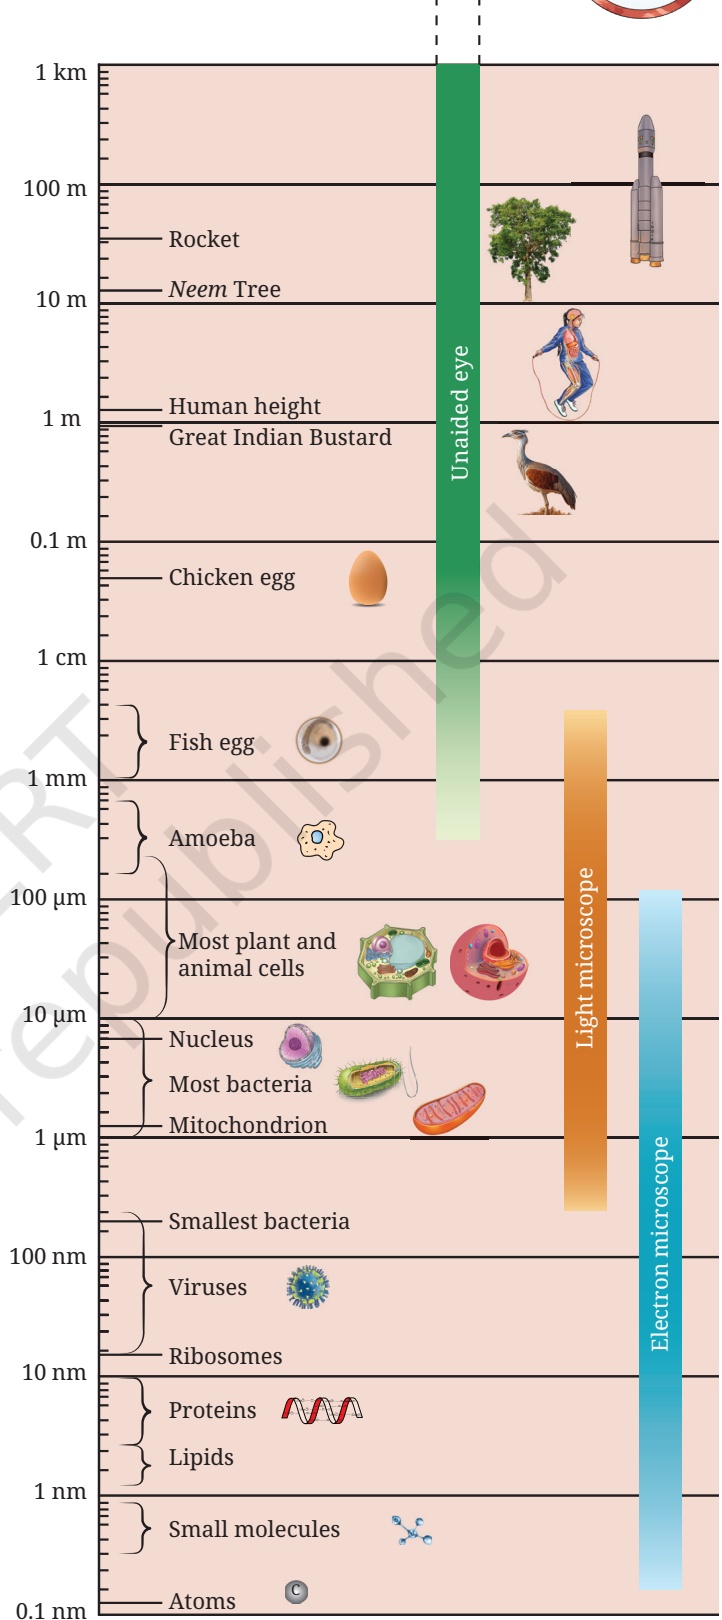 1 km
100 m
Rocket
Neem Tree
10 m
Human height
1 m
Great Indian Bustard
Unaided eye
0.1 m
Chicken egg
1 cm
Fish egg
1 mm
Amoeba
100 µm
Most plant and
animal cells
Light microscope
10 µm
Nucleus
Most bacteria
Mitochondrion
1 µm
Smallest bacteria
Electron microscope
100 nm
Viruses
Ribosomes
10 nm
Proteins
Lipids
1 nm
Small molecules
C
Atoms
0.1 nm
republished